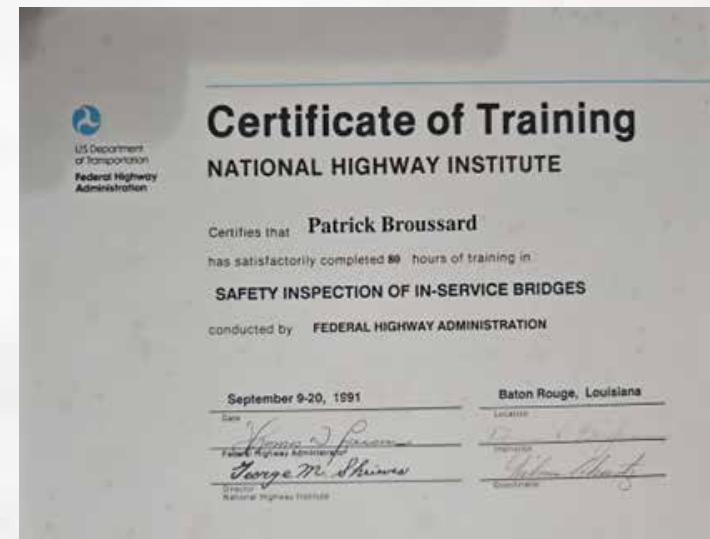 US Department
of Transportation
Federal Highway
Administration
Certificate of Training
NATIONAL HIGHWAY INSTITUTE
Certifies that Patrick Broussard
has satisfactorily completed 80 hours of training in
SAFETY INSPECTION OF IN-SERVICE BRIDGES
conducted by FEDERAL HIGHWAY ADMINISTRATION
September 9-20, 1991 Baton Rouge, Louisiana
Date Location
Federal Highway Administrator Instructor
George M. Shrieves
Director Coordinator
National Highway Institute